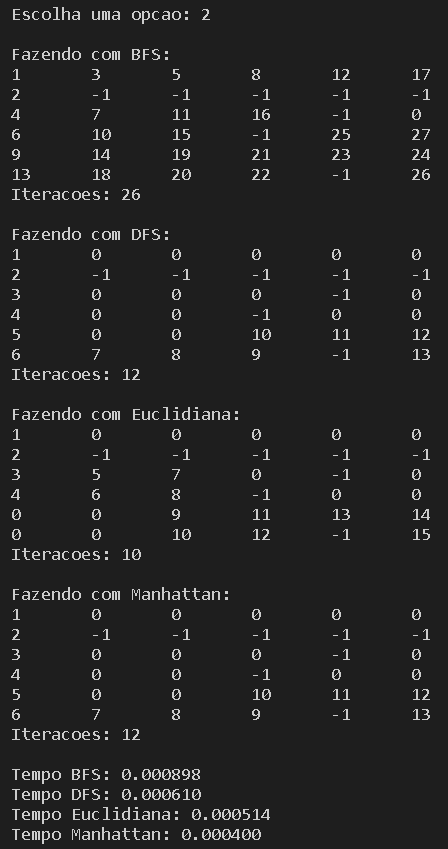 Escolha uma opcao: 2
Fazendo com BFS:
1 3 5 8 12 17
2 -1 -1 -1 -1 -1
4 7 11 16 -1 0
6 10 15 -1 25 27
9 14 19 21 23 24
13 18 20 22 -1 26
Iteracoes: 26
Fazendo com DFS:
1 0 0 0 0 0
2 -1 -1 -1 -1 -1
3 0 0 0 -1 0
4 0 0 -1 0 0
5 0 0 10 11 12
6 7 8 9 -1 13
Iteracoes: 12
Fazendo com Euclidiana:
1 0 0 0 0 0
2 -1 -1 -1 -1 -1
3 5 7 0 -1 0
4 6 8 -1 0 0
0 0 9 11 13 14
0 0 10 12 -1 15
Iteracoes: 10
Fazendo com Manhattan:
1 0 0 0 0 0
2 -1 -1 -1 -1 -1
3 0 0 0 -1 0
4 0 0 -1 0 0
5 0 0 10 11 12
6 7 8 9 -1 13
Iteracoes: 12
Tempo BFS: 0.000898
Tempo DFS: 0.000610
Tempo Euclidiana: 0.000514
Tempo Manhattan: 0.000400